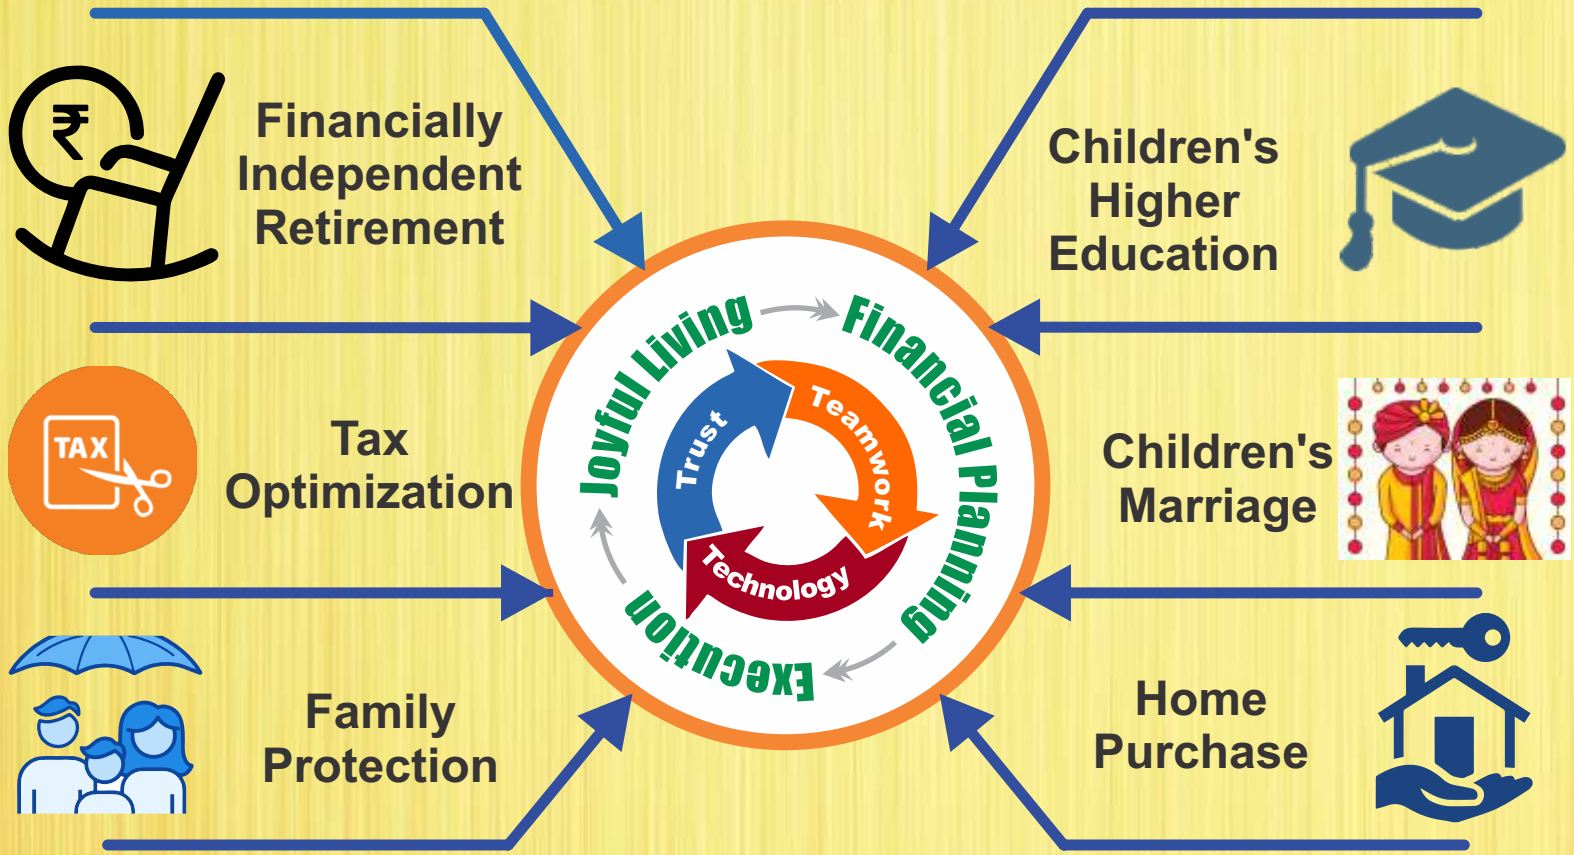 ₹
Financially
Independent
Retirement
Children's
Higher
Education
TAX
Tax
Optimization
Children's
Marriage
Family
Protection
Home
Purchase
Joyful Living
Financial Planning
Execution
Trust
Teamwork
Technology